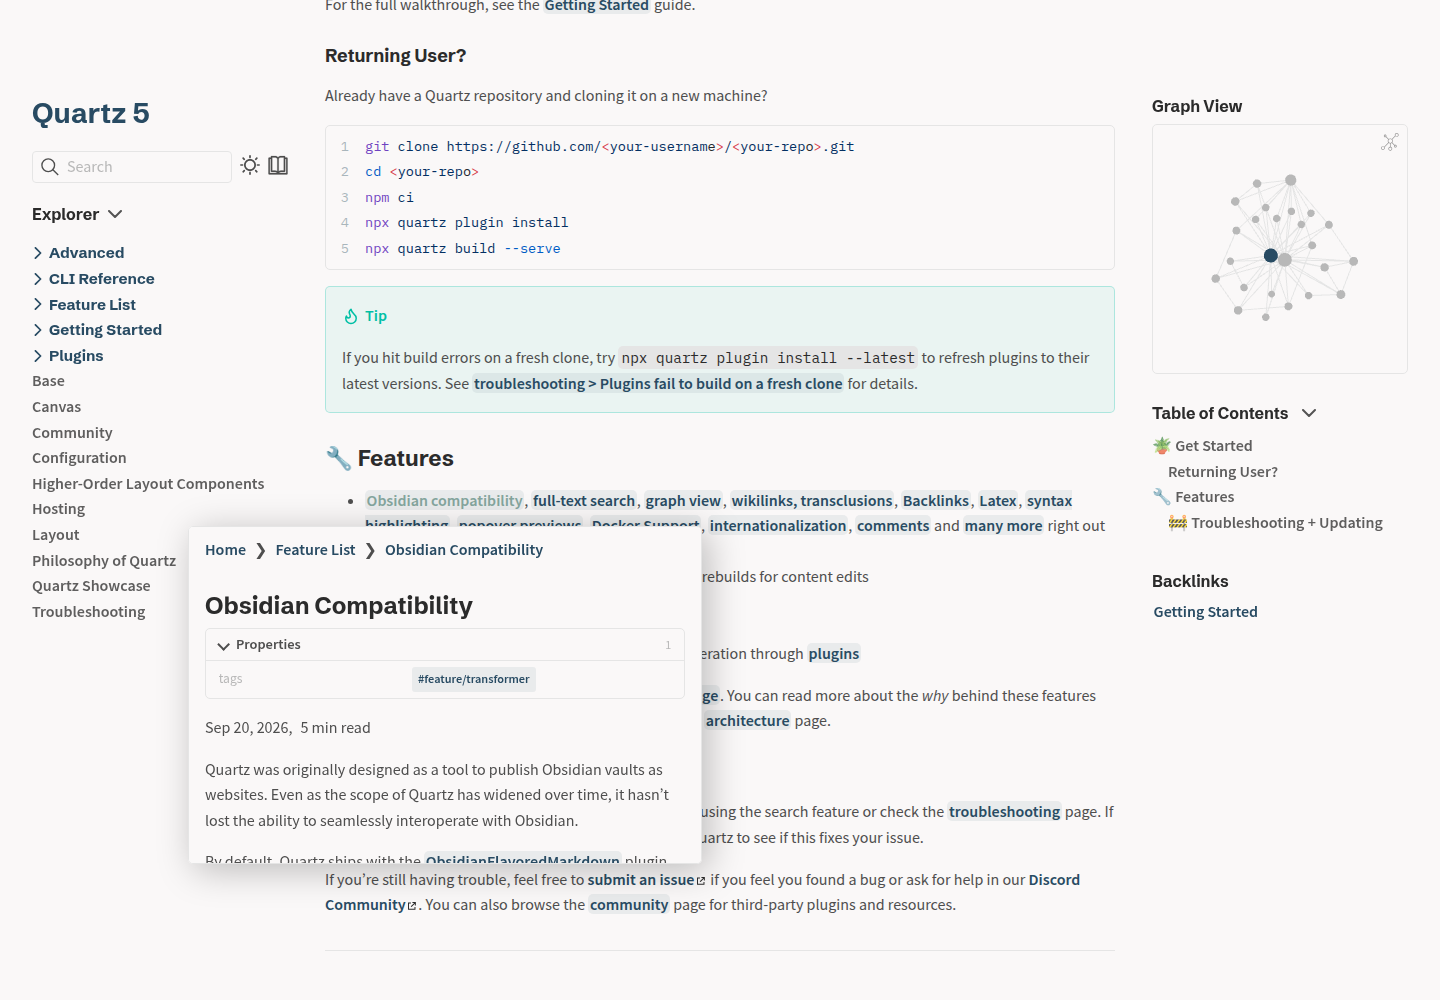 For the full walkthrough, see the Getting Started guide.
Returning User?
Already have a Quartz repository and cloning it on a new machine?
1 git clone https://github.com/<your-username>/<your-repo>.git
2 cd <your-repo>
3 npm ci
4 npx quartz plugin install
5 npx quartz build --serve
Tip
If you hit build errors on a fresh clone, try npx quartz plugin install --latest to refresh plugins to their
latest versions. See troubleshooting > Plugins fail to build on a fresh clone for details.
🔧 Features
• Obsidian compatibility, full-text search, graph view, wikilinks, transclusions, Backlinks, Latex, syntax
highlighting, popover previews, Docker Support, internationalization, comments and many more right out
rebuilds for content edits
through plugins
. You can read more about the why behind these features
architecture page.
using the search feature or check the troubleshooting page. If
to see if this fixes your issue.
If you’re still having trouble, feel free to submit an issue if you feel you found a bug or ask for help in our Discord
Community. You can also browse the community page for third-party plugins and resources.
Quartz 5
Search
Explorer
Advanced
CLI Reference
Feature List
Getting Started
Plugins
Base
Canvas
Community
Configuration
Higher-Order Layout Components
Hosting
Layout
Philosophy of Quartz
Quartz Showcase
Troubleshooting
Home ❯ Feature List ❯ Obsidian Compatibility
Obsidian Compatibility
Properties 1
tags #feature/transformer
Sep 20, 2026, 5 min read
Quartz was originally designed as a tool to publish Obsidian vaults as
websites. Even as the scope of Quartz has widened over time, it hasn’t
lost the ability to seamlessly interoperate with Obsidian.
By default, Quartz ships with the ObsidianFlavoredMarkdown plugin,
Graph View
Table of Contents
🪴 Get Started
Returning User?
🔧 Features
🚧 Troubleshooting + Updating
Backlinks
Getting Started